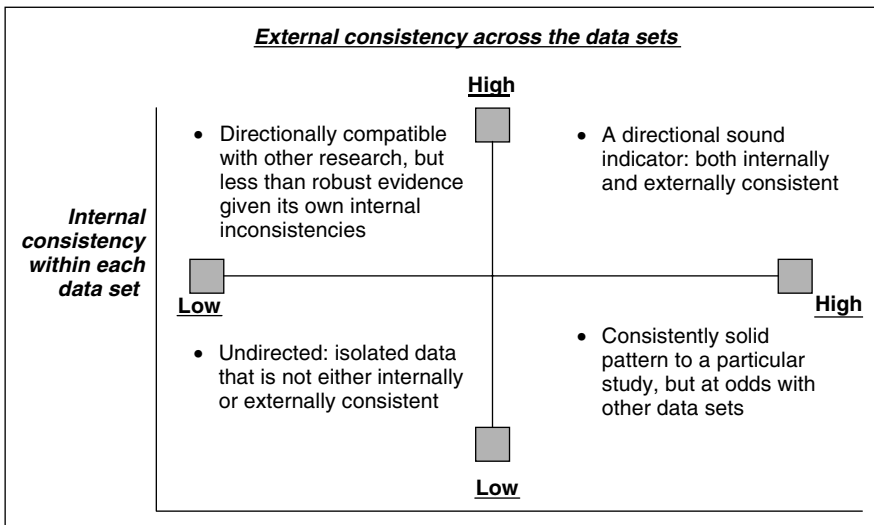 External consistency across the data sets
High
• Directionally compatible
with other research, but
less than robust evidence
given its own internal
inconsistencies
• A directional sound
indicator: both internally
and externally consistent
Internal
consistency
within each
data set
Low
High
• Undirected: isolated data
that is not either internally
or externally consistent
• Consistently solid
pattern to a particular
study, but at odds with
other data sets
Low